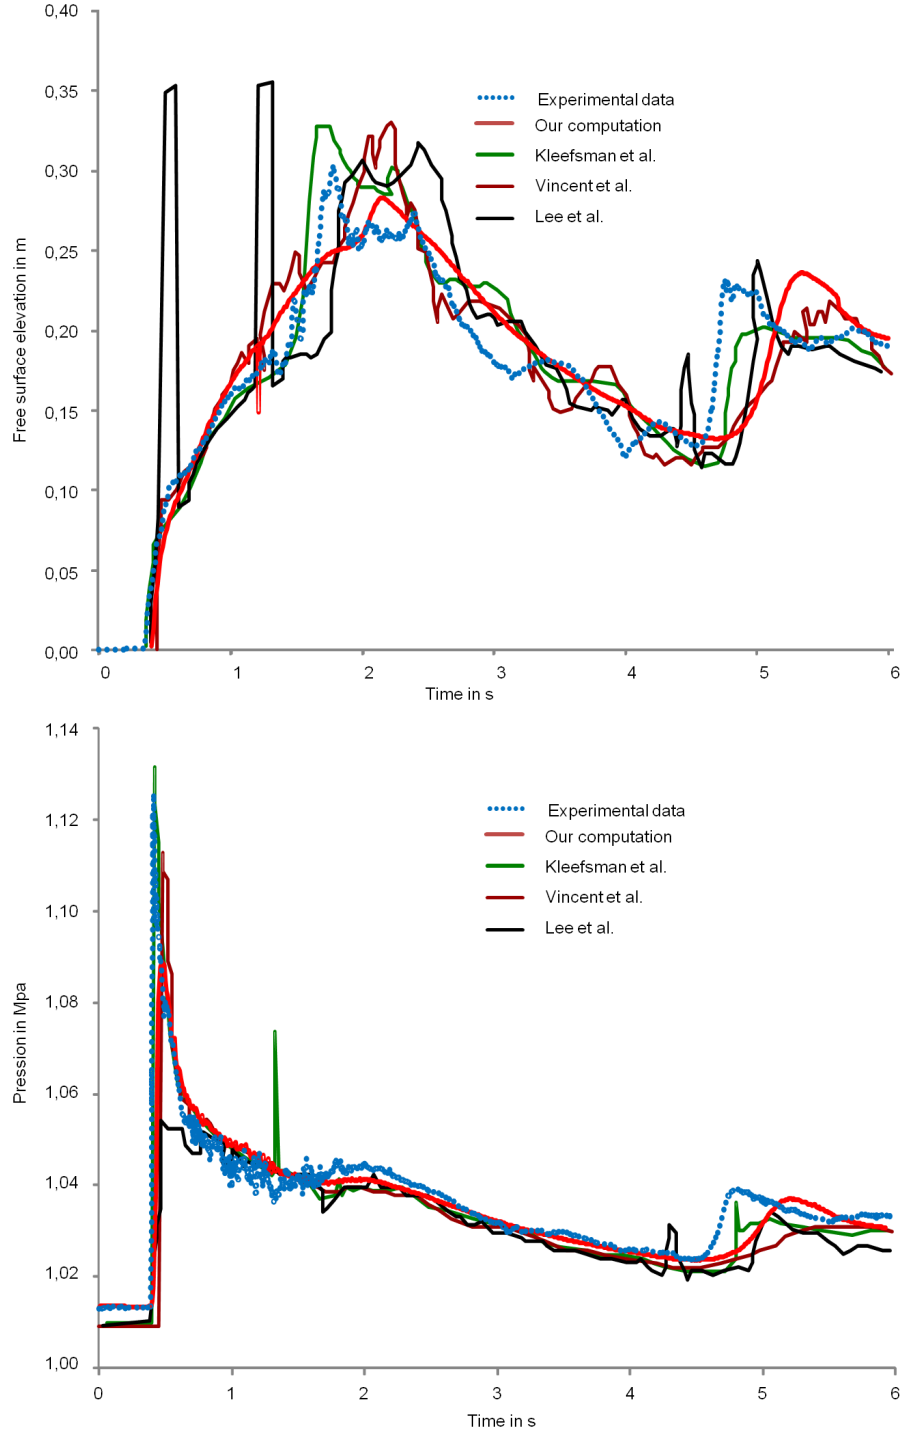 0,40
0,35
0,30
0,25
0,20
0,15
0,10
0,05
0,00
Free surface elevation in m
Experimental data
Our computation
Kleefsman et al.
Vincent et al.
Lee et al.
0 1 2 3 4 5 6
Time in s
1,14
1,12
1,10
1,08
1,06
1,04
1,02
1,00
Pression in Mpa
Experimental data
Our computation
Kleefsman et al.
Vincent et al.
Lee et al.
0 1 2 3 4 5 6
Time in s